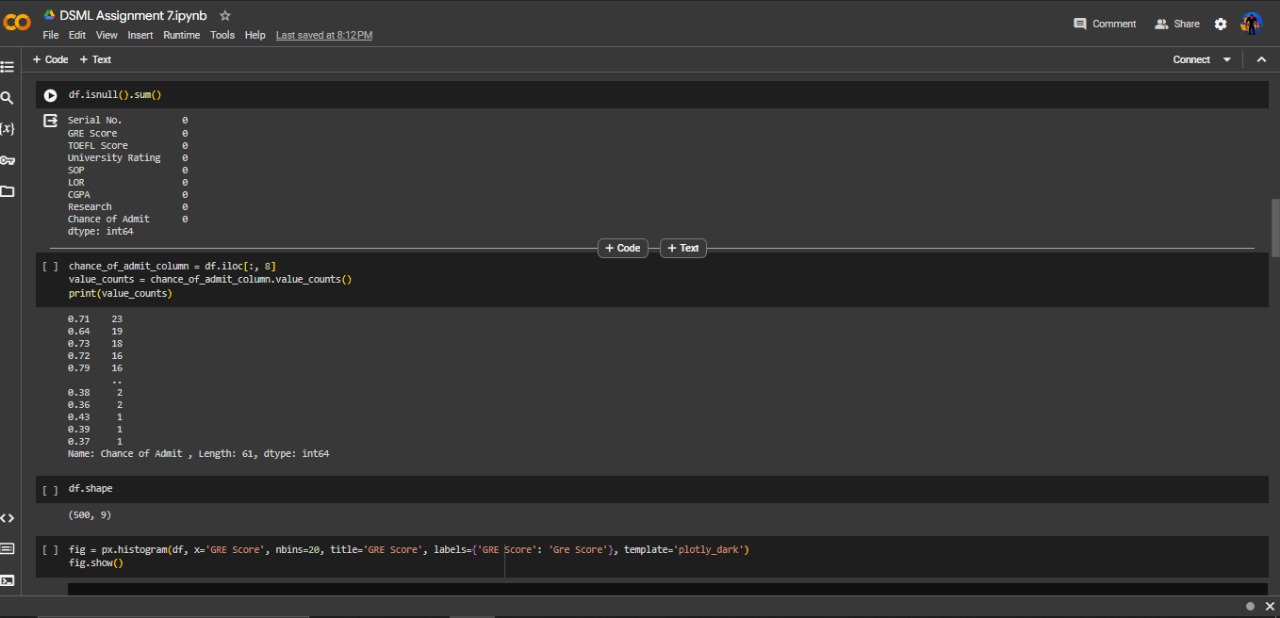 DSML Assignment 7.ipynb
File Edit View Insert Runtime Tools Help Last saved at 8:12 PM
Comment Share
+ Code + Text
Connect
df.isnull().sum()
Serial No. 0
GRE Score 0
TOEFL Score 0
University Rating 0
SOP 0
LOR 0
CGPA 0
Research 0
Chance of Admit 0
dtype: int64
+ Code + Text
[ ] chance_of_admit_column = df.iloc[:, 8]
value_counts = chance_of_admit_column.value_counts()
print(value_counts)
0.71 23
0.64 19
0.73 18
0.72 16
0.79 16
..
0.38 2
0.36 2
0.43 1
0.39 1
0.37 1
Name: Chance of Admit , Length: 61, dtype: int64
[ ] df.shape
(500, 9)
[ ] fig = px.histogram(df, x='GRE Score', nbins=20, title='GRE Score', labels={'GRE Score': 'Gre Score'}, template='plotly_dark')
fig.show()